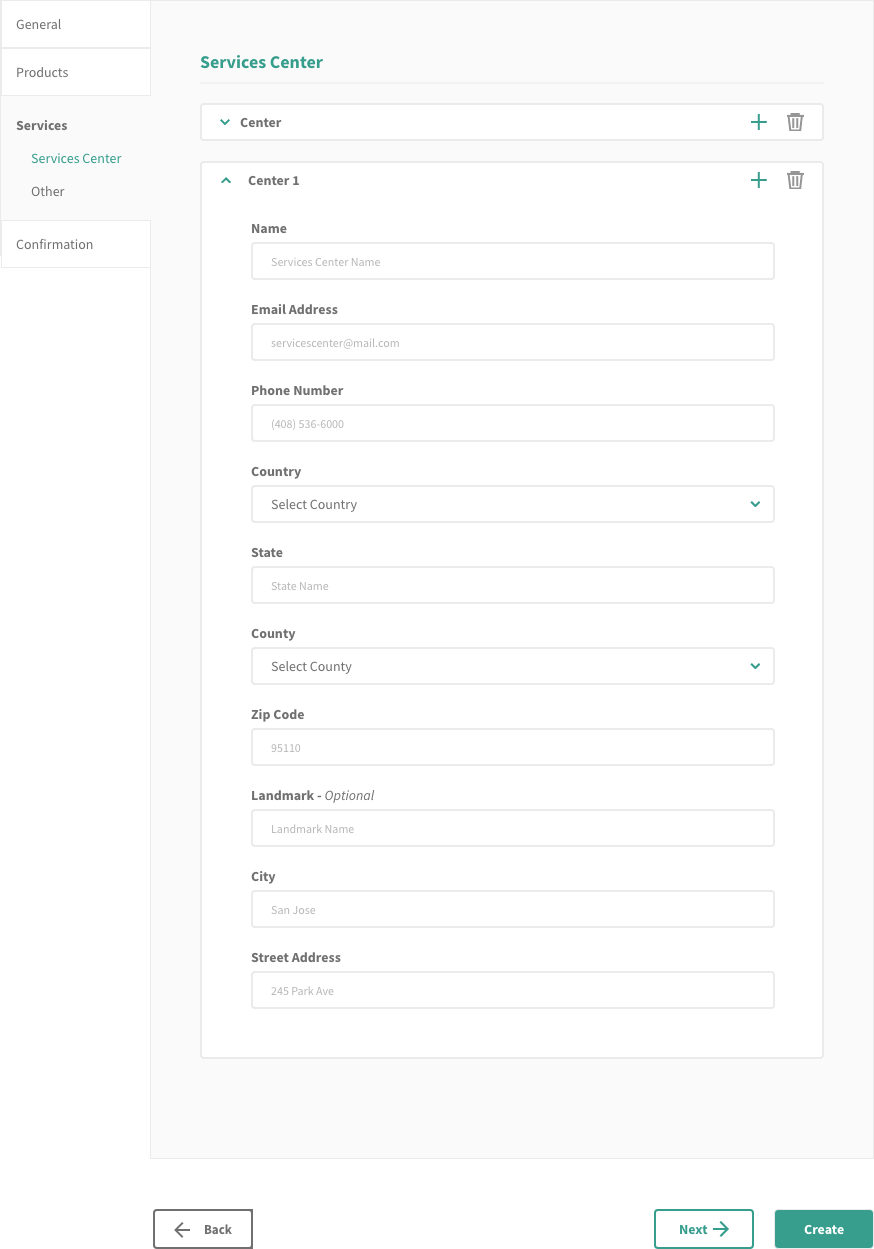 General
Products
Services
Services Center
Other
Confirmation
Services Center
Center
Center 1
Name
Services Center Name
Email Address
servicescenter@mail.com
Phone Number
(408) 536-6000
Country
Select Country
State
State Name
County
Select County
Zip Code
95110
Landmark - Optional
Landmark Name
City
San Jose
Street Address
245 Park Ave
Back
Next
Create